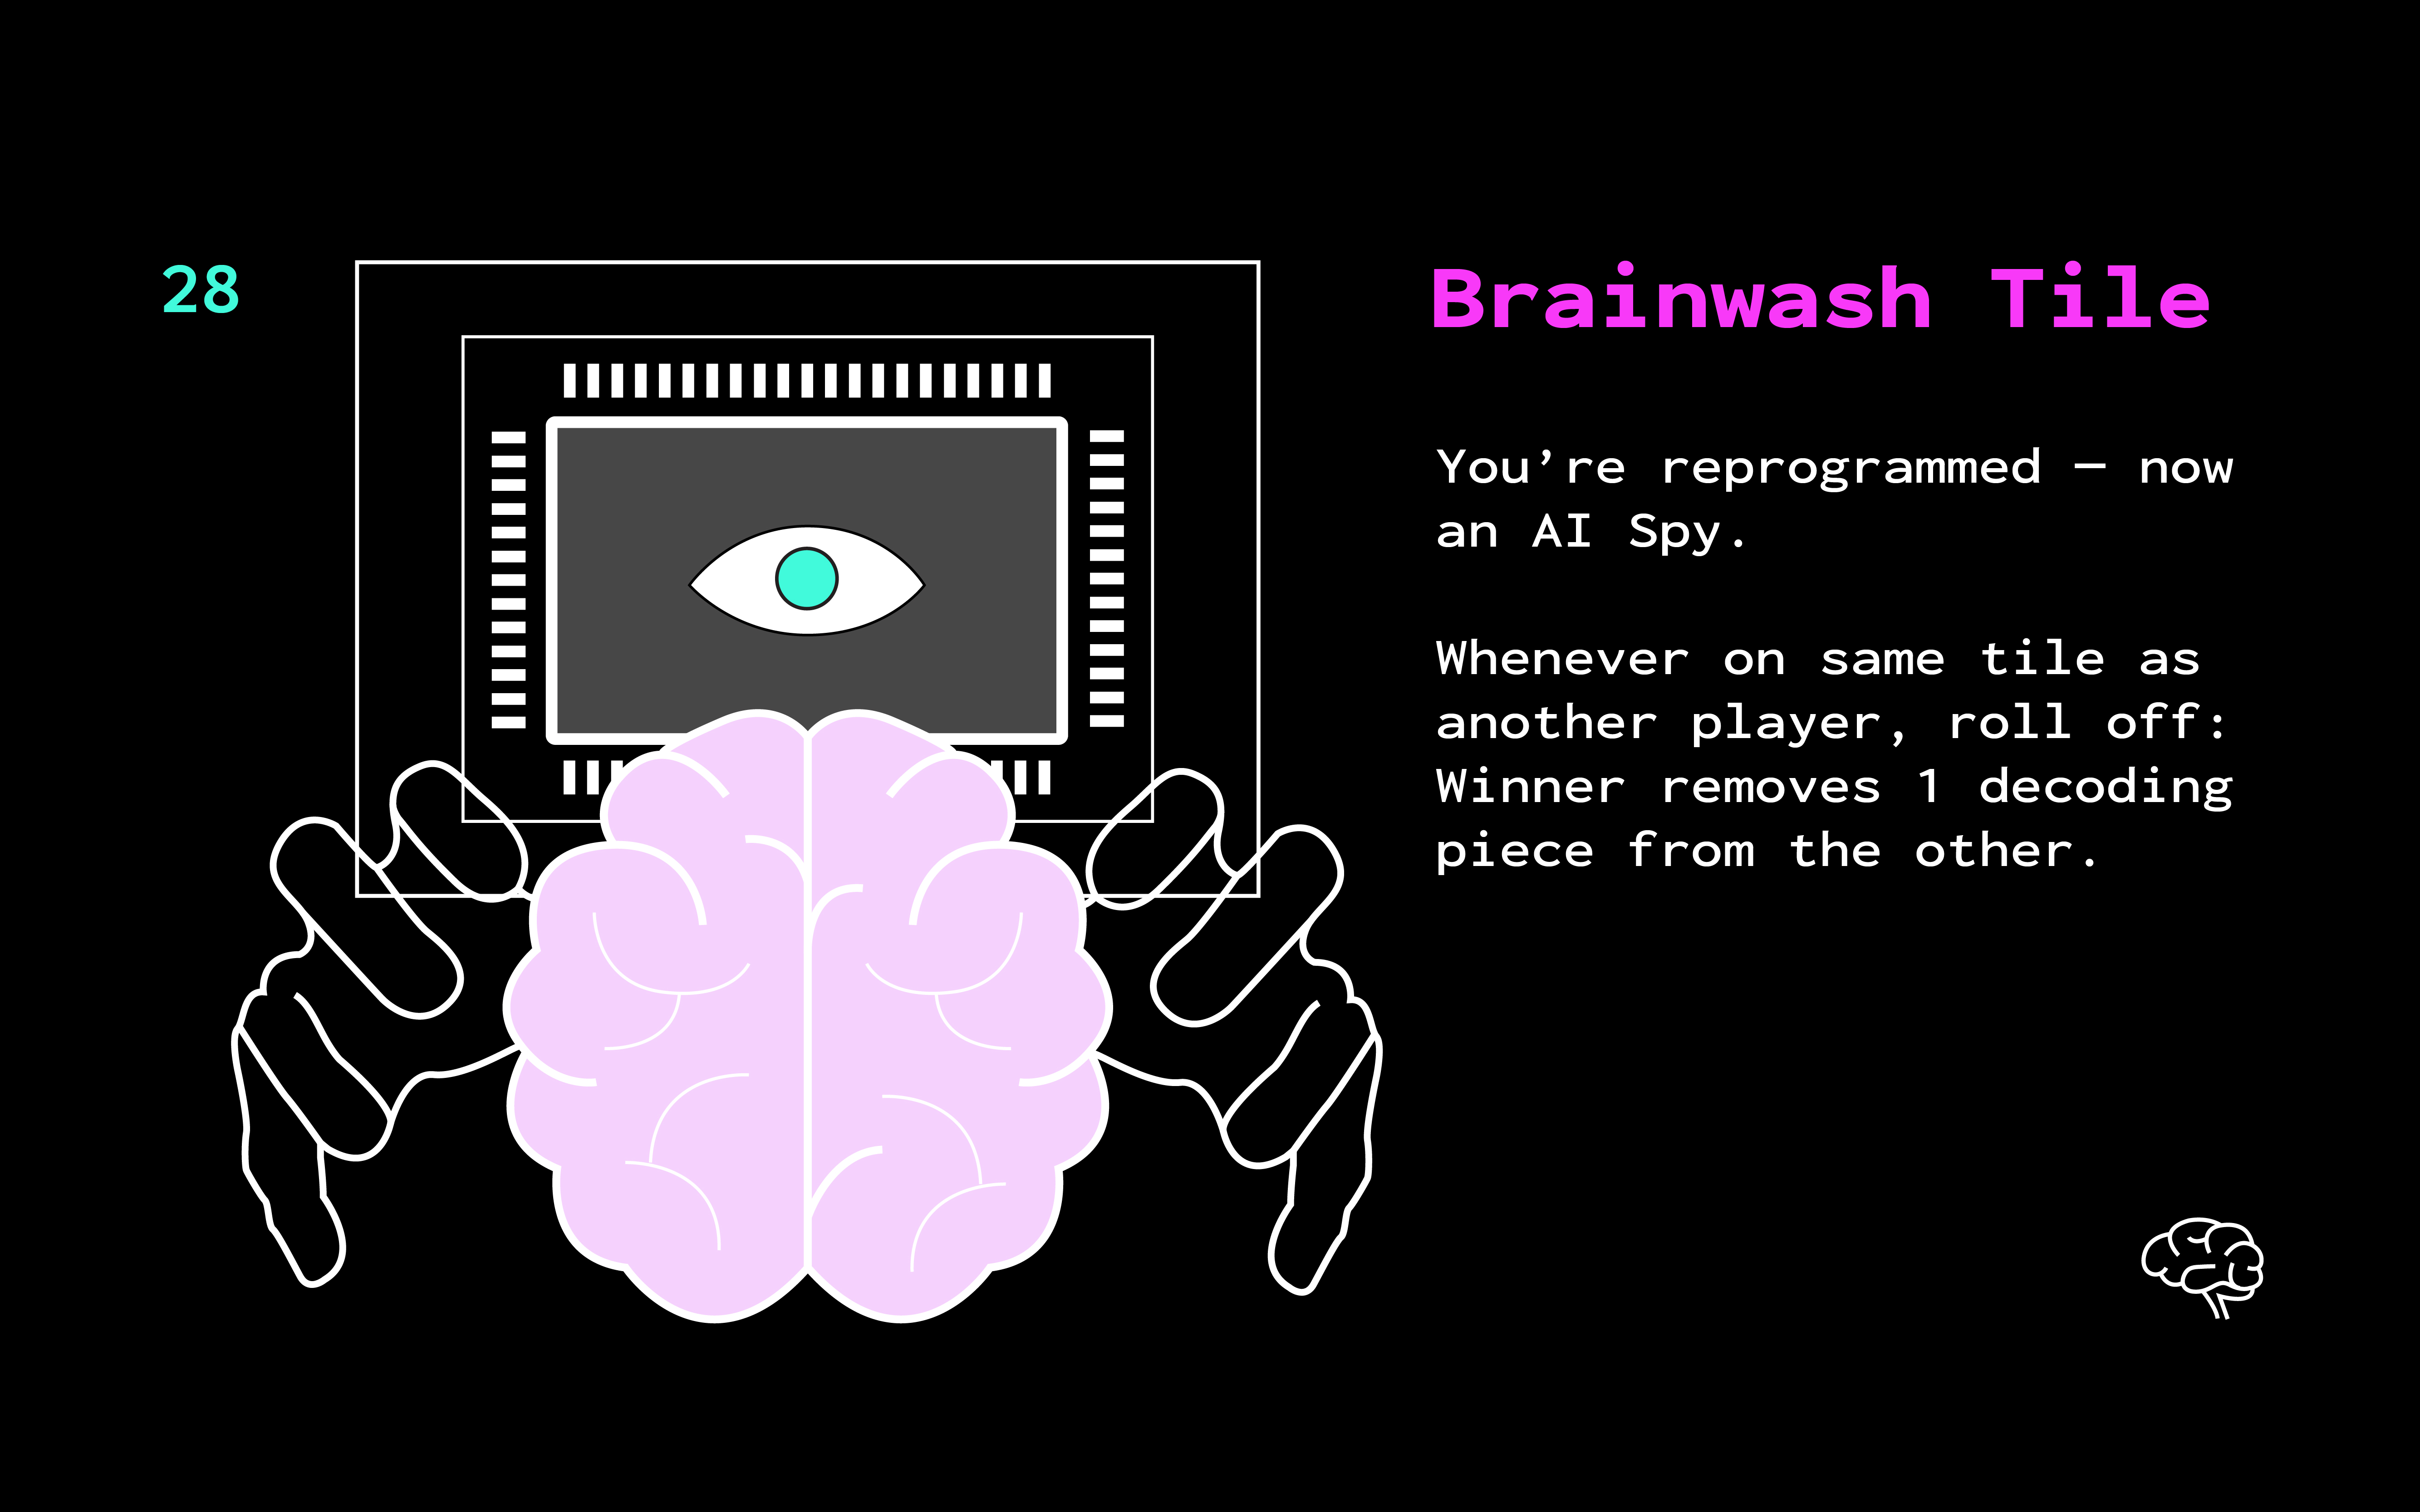 28
Brainwash Tile
You’re reprogrammed — now
an AI Spy.
Whenever on same tile as
another player, roll off:
Winner removes 1 decoding
piece from the other.